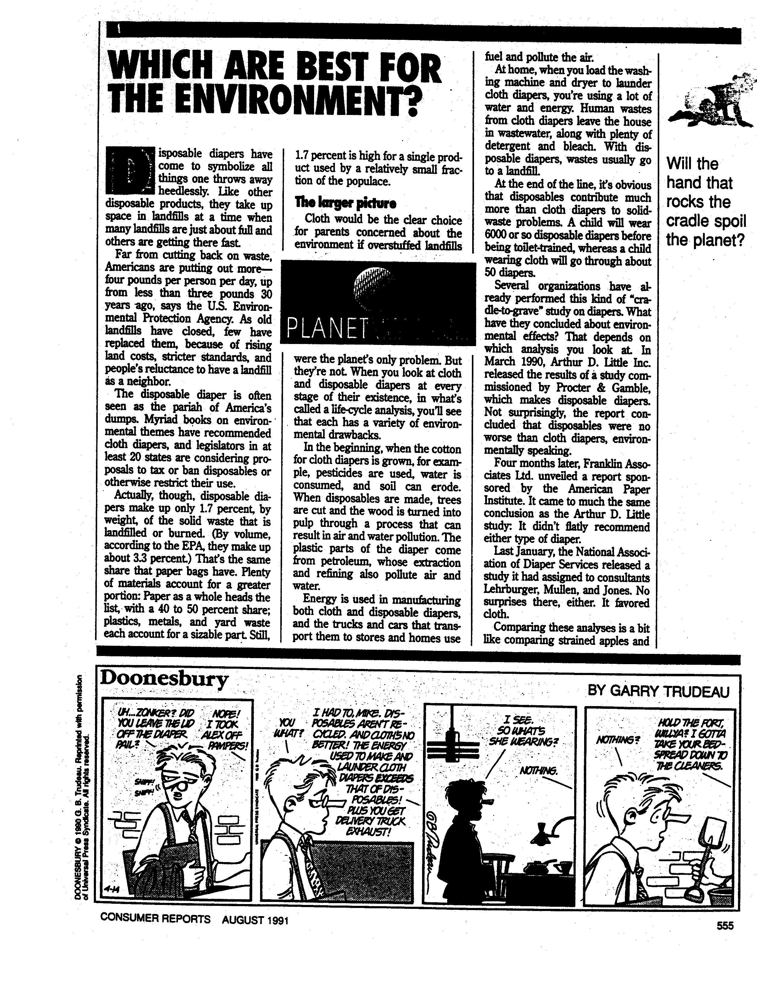 WHICH ARE BEST FOR
THE ENVIRONMENT?
Disposable diapers have
come to symbolize all
things one throws away
heedlessly. Like other
disposable products, they take up
space in landfills at a time when
many landfills are just about full and
others are getting there fast.
Far from cutting back on waste,
Americans are putting out more—
four pounds per person per day, up
from less than three pounds 30
years ago, says the U.S. Environ-
mental Protection Agency. As old
landfills have closed, few have
replaced them, because of rising
land costs, stricter standards, and
people's reluctance to have a landfill
as a neighbor.
The disposable diaper is often
seen as the pariah of America's
dumps. Myriad books on environ-
mental themes have recommended
cloth diapers, and legislators in at
least 20 states are considering pro-
posals to tax or ban disposables or
otherwise restrict their use.
Actually, though, disposable dia-
pers make up only 1.7 percent, by
weight, of the solid waste that is
landfilled or burned. (By volume,
according to the EPA, they make up
about 3.3 percent.) That's the same
share that paper bags have. Plenty
of materials account for a greater
portion: Paper as a whole heads the
list, with a 40 to 50 percent share;
plastics, metals, and yard waste
each account for a sizable part. Still,
1.7 percent is high for a single prod-
uct used by a relatively small frac-
tion of the populace.
The larger picture
Cloth would be the clear choice
for parents concerned about the
environment if overstuffed landfills
PLANET
were the planet's only problem. But
they're not. When you look at cloth
and disposable diapers at every
stage of their existence, in what's
called a life-cycle analysis, you'll see
that each has a variety of environ-
mental drawbacks.
In the beginning, when the cotton
for cloth diapers is grown, for exam-
ple, pesticides are used, water is
consumed, and soil can erode.
When disposables are made, trees
are cut and the wood is turned into
pulp through a process that can
result in air and water pollution. The
plastic parts of the diaper come
from petroleum, whose extraction
and refining also pollute air and
water.
Energy is used in manufacturing
both cloth and disposable diapers,
and the trucks and cars that trans-
port them to stores and homes use
fuel and pollute the air.
At home, when you load the wash-
ing machine and dryer to launder
cloth diapers, you're using a lot of
water and energy. Human wastes
from cloth diapers leave the house
in wastewater, along with plenty of
detergent and bleach. With dis-
posable diapers, wastes usually go
to a landfill.
At the end of the line, it's obvious
that disposables contribute much
more than cloth diapers to solid-
waste problems. A child will wear
6000 or so disposable diapers before
being toilet-trained, whereas a child
wearing cloth will go through about
50 diapers.
Several organizations have al-
ready performed this kind of "cra-
dle-to-grave" study on diapers. What
have they concluded about environ-
mental effects? That depends on
which analysis you look at. In
March 1990, Arthur D. Little Inc.
released the results of a study com-
missioned by Procter & Gamble,
which makes disposable diapers.
Not surprisingly, the report con-
cluded that disposables were no
worse than cloth diapers, environ-
mentally speaking.
Four months later, Franklin Asso-
ciates Ltd. unveiled a report spon-
sored by the American Paper
Institute. It came to much the same
conclusion as the Arthur D. Little
study: It didn't flatly recommend
either type of diaper.
Last January, the National Associ-
ation of Diaper Services released a
study it had assigned to consultants
Lehrburger, Mullen, and Jones. No
surprises there, either. It favored
cloth.
Comparing these analyses is a bit
like comparing strained apples and
Will the
hand that
rocks the
cradle spoil
the planet?
DOONESBURY © 1990 G. B. Trudeau. Reprinted with permission
of Universal Press Syndicate. All rights reserved.
Doonesbury
BY GARRY TRUDEAU
UH...ZONKER? DID
YOU LEAVE THE LID
OFF THE DIAPER
PAIL?
NOPE!
I TOOK
ALEX OFF
PAMPERS!
SNIFF!
SNIFF!
4-14
UNIVERSAL PRESS SYNDICATE
YOU
WHAT?
I HAD TO, MIKE. DIS-
POSABLES AREN'T RE-
CYCLED. AND CLOTH'S NO
BETTER! THE ENERGY
USED TO MAKE AND
LAUNDER CLOTH
DIAPERS EXCEEDS
THAT OF DIS-
POSABLES!
PLUS YOU GET
DELIVERY TRUCK
EXHAUST!
I SEE.
SO WHAT'S
SHE WEARING?
NOTHING.
GBTrudeau
NOTHING?
HOLD THE FORT,
WILLYA? I GOTTA
TAKE YOUR BED-
SPREAD DOWN TO
THE CLEANERS.
CONSUMER REPORTS AUGUST 1991
555